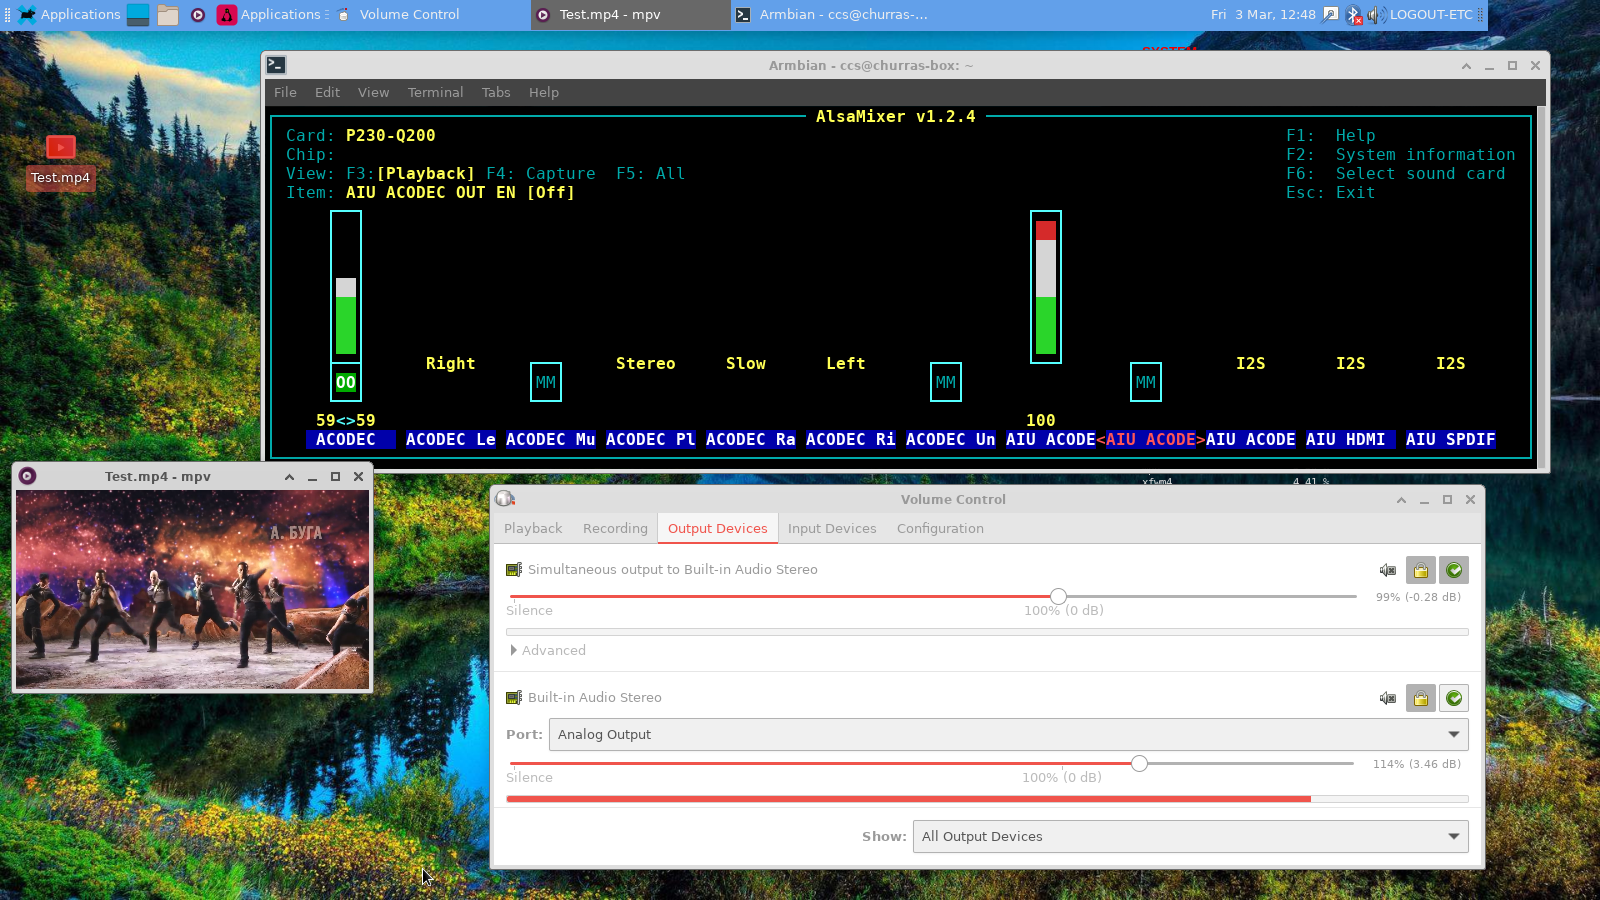 Applications
Applications
Volume Control
Test.mp4 - mpv
Armbian - ccs@churras-...
Fri 3 Mar, 12:48
LOGOUT-ETC
Armbian - ccs@churras-box: ~
File Edit View Terminal Tabs Help
AlsaMixer v1.2.4
Card: P230-Q200
F1: Help
Chip:
F2: System information
View: F3:[Playback] F4: Capture F5: All
F6: Select sound card
Item: AIU ACODEC OUT EN [Off]
Esc: Exit
Test.mp4
Right Stereo Slow Left I2S I2S I2S
OO MM MM MM
59<>59 100
ACODEC ACODEC Le ACODEC Mu ACODEC Pl ACODEC Ra ACODEC Ri ACODEC Un AIU ACODE<AIU ACODE>AIU ACODE AIU HDMI AIU SPDIF
xfwm4 4.41 %
Test.mp4 - mpv
А. БУГА
Volume Control
Playback Recording Output Devices Input Devices Configuration
Simultaneous output to Built-in Audio Stereo
99% (-0.28 dB)
Silence 100% (0 dB)
Advanced
Built-in Audio Stereo
Port: Analog Output
114% (3.46 dB)
Silence 100% (0 dB)
Show: All Output Devices